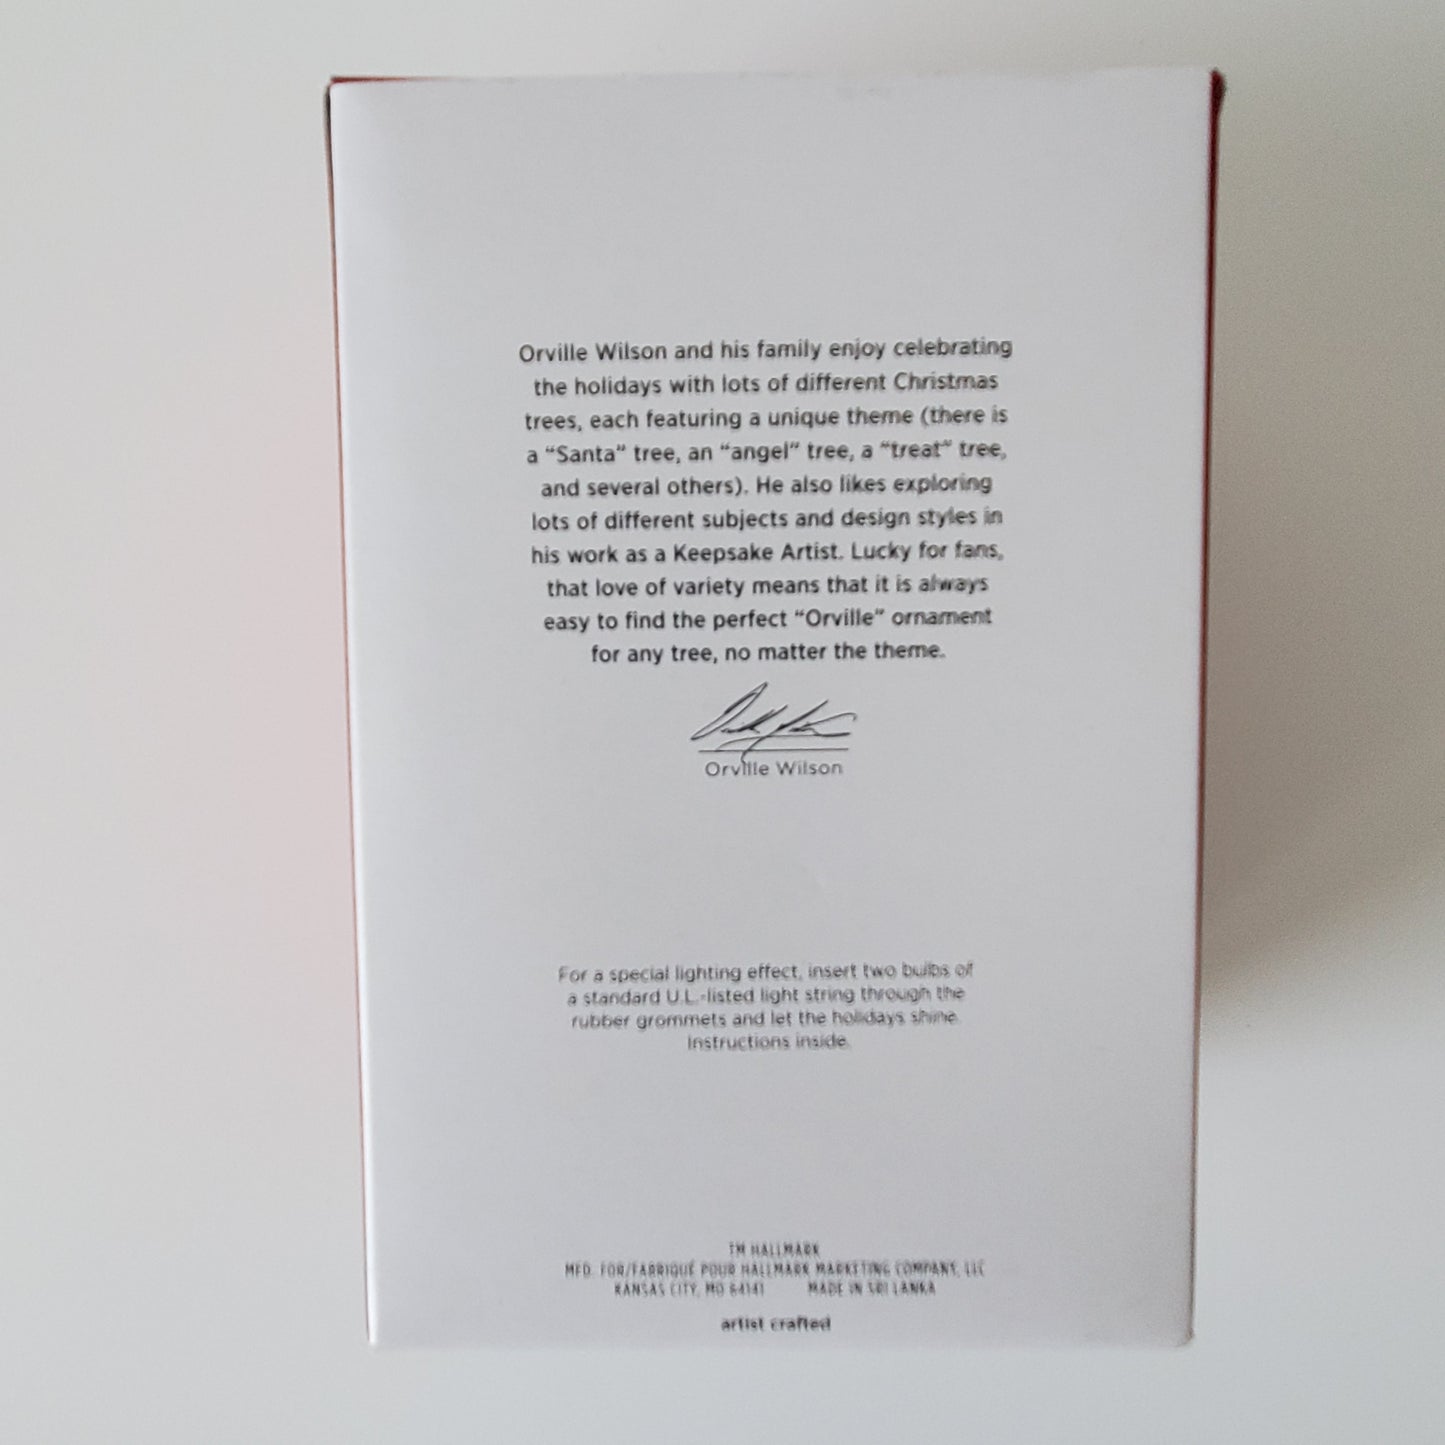 Orville Wilson and his family enjoy celebrating
the holidays with lots of different Christmas
trees, each featuring a unique theme (there is
a “Santa” tree, an “angel” tree, a “treat” tree,
and several others). He also likes exploring
lots of different subjects and design styles in
his work as a Keepsake Artist. Lucky for fans,
that love of variety means that it is always
easy to find the perfect “Orville” ornament
for any tree, no matter the theme.
Orville Wilson
For a special lighting effect, insert two bulbs of
a standard U.L.-listed light string through the
rubber grommets and let the holidays shine.
Instructions inside.
TM HALLMARK
MFD. FOR/FABRIQUÉ POUR HALLMARK MARKETING COMPANY, LLC
KANSAS CITY, MO 64141 MADE IN SRI LANKA
artist crafted